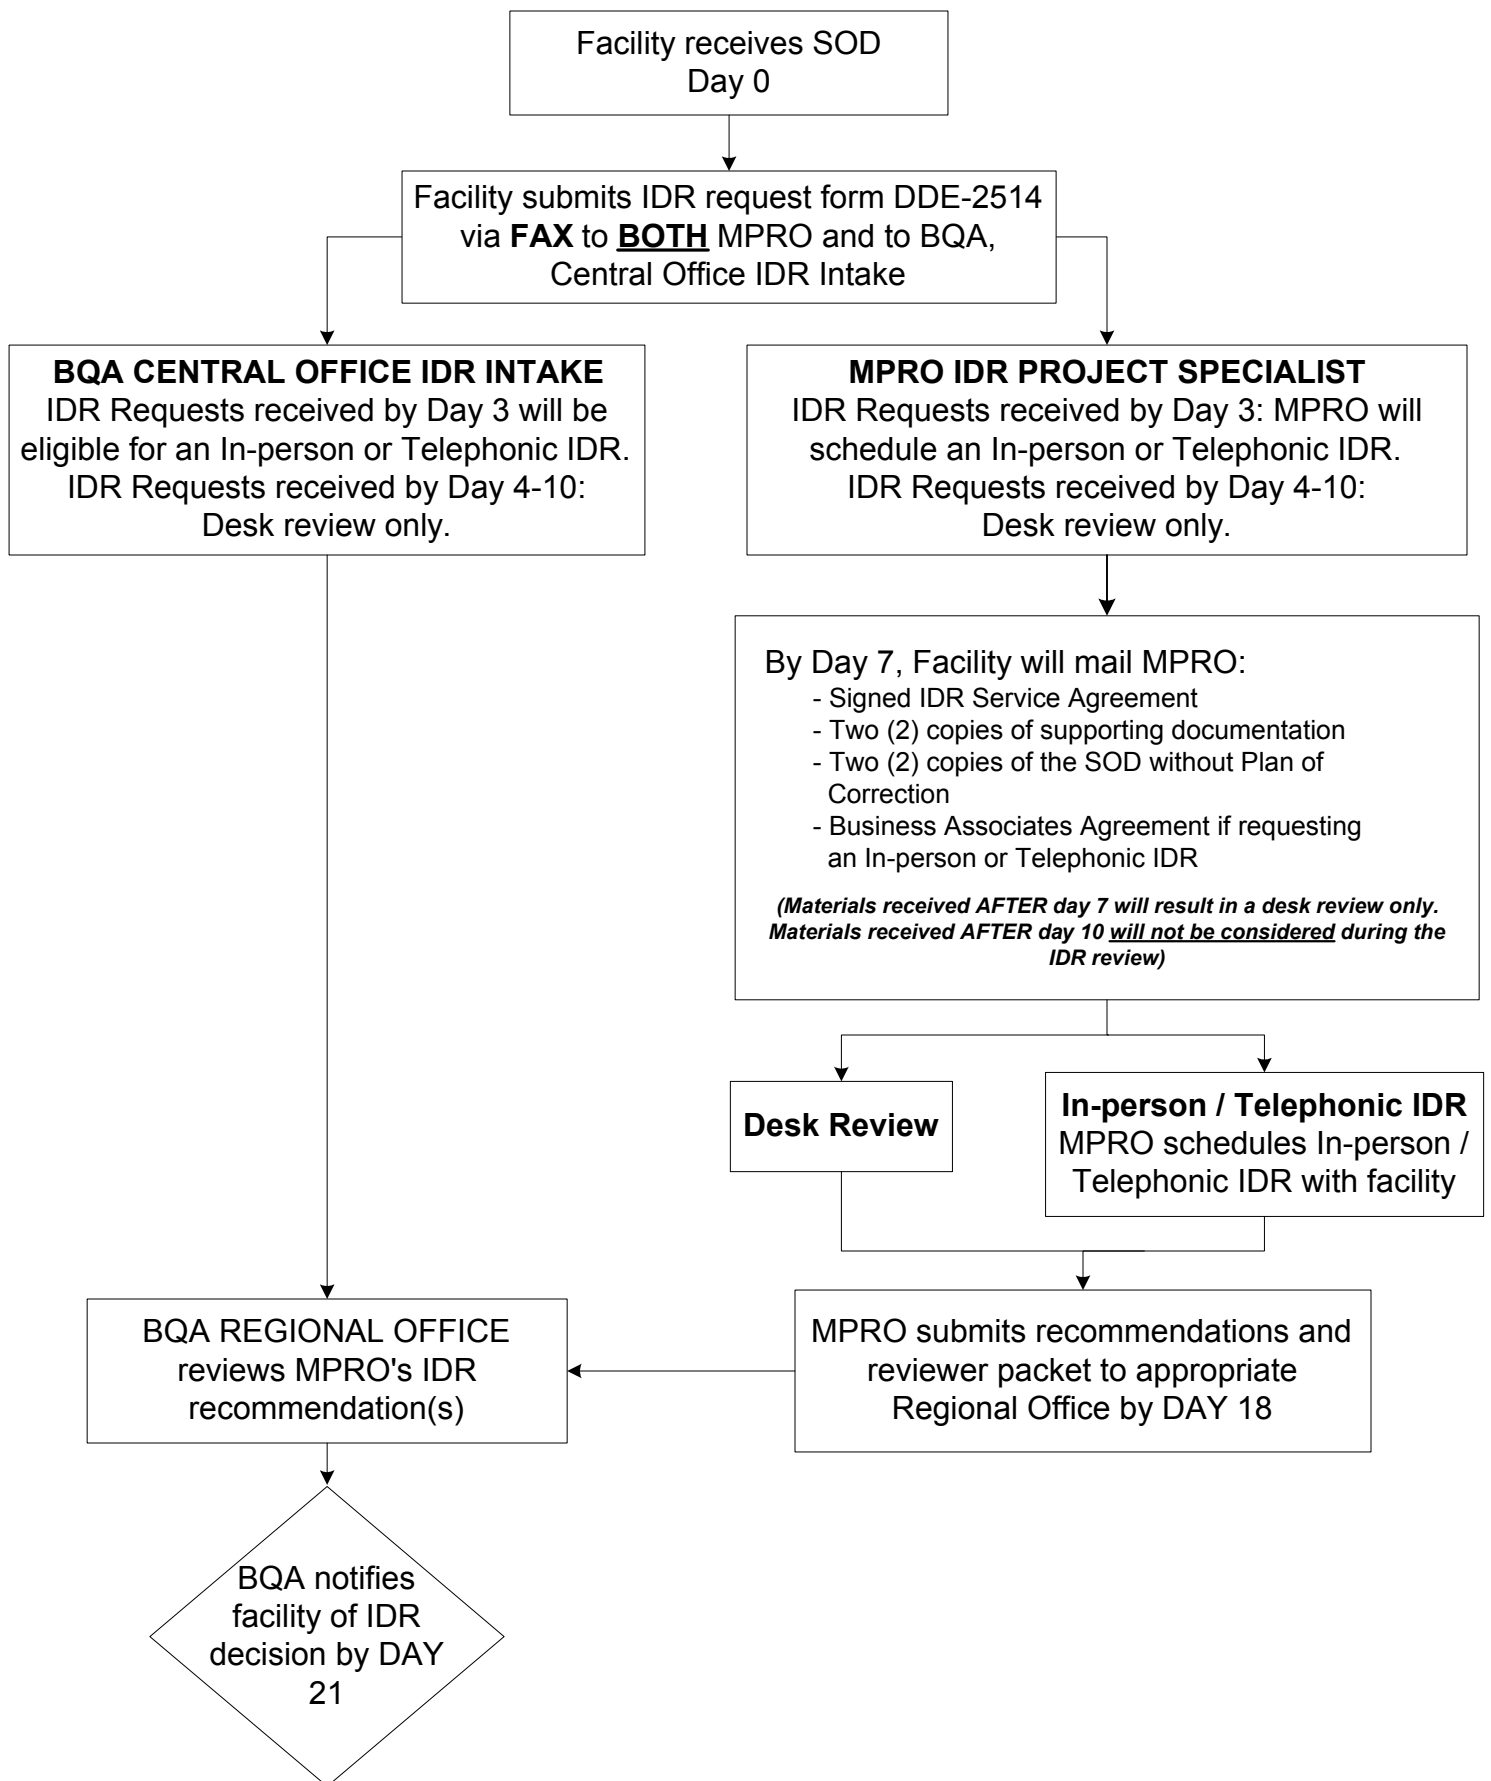 Facility receives SOD
Day 0
Facility submits IDR request form DDE-2514
via FAX to BOTH MPRO and to BQA,
Central Office IDR Intake
BQA CENTRAL OFFICE IDR INTAKE
IDR Requests received by Day 3 will be
eligible for an In-person or Telephonic IDR.
IDR Requests received by Day 4-10:
Desk review only.
MPRO IDR PROJECT SPECIALIST
IDR Requests received by Day 3: MPRO will
schedule an In-person or Telephonic IDR.
IDR Requests received by Day 4-10:
Desk review only.
By Day 7, Facility will mail MPRO:
- Signed IDR Service Agreement
- Two (2) copies of supporting documentation
- Two (2) copies of the SOD without Plan of
Correction
- Business Associates Agreement if requesting
an In-person or Telephonic IDR
(Materials received AFTER day 7 will result in a desk review only.
Materials received AFTER day 10 will not be considered during the
IDR review)
Desk Review
In-person / Telephonic IDR
MPRO schedules In-person /
Telephonic IDR with facility
BQA REGIONAL OFFICE
reviews MPRO's IDR
recommendation(s)
MPRO submits recommendations and
reviewer packet to appropriate
Regional Office by DAY 18
BQA notifies
facility of IDR
decision by DAY
21